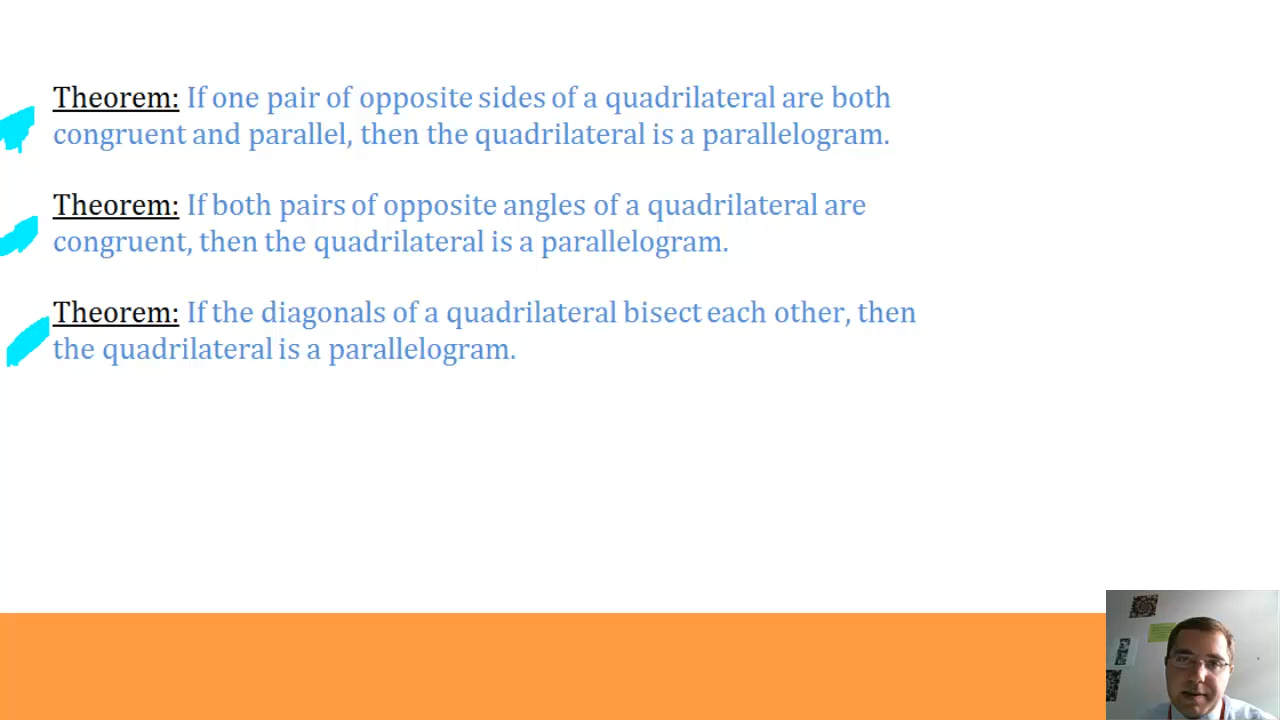 Theorem: If one pair of opposite sides of a quadrilateral are both
congruent and parallel, then the quadrilateral is a parallelogram.
Theorem: If both pairs of opposite angles of a quadrilateral are
congruent, then the quadrilateral is a parallelogram.
Theorem: If the diagonals of a quadrilateral bisect each other, then
the quadrilateral is a parallelogram.